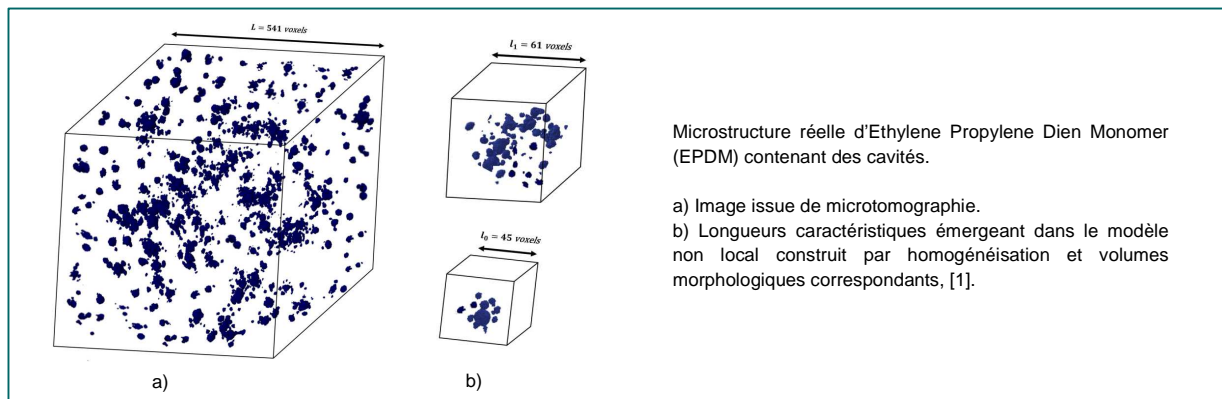 L = 541 voxels
l₁ = 61 voxels
l₀ = 45 voxels
a)
b)
Microstructure réelle d'Ethylene Propylene Dien Monomer
(EPDM) contenant des cavités.
a) Image issue de microtomographie.
b) Longueurs caractéristiques émergeant dans le modèle
non local construit par homogénéisation et volumes
morphologiques correspondants, [1].